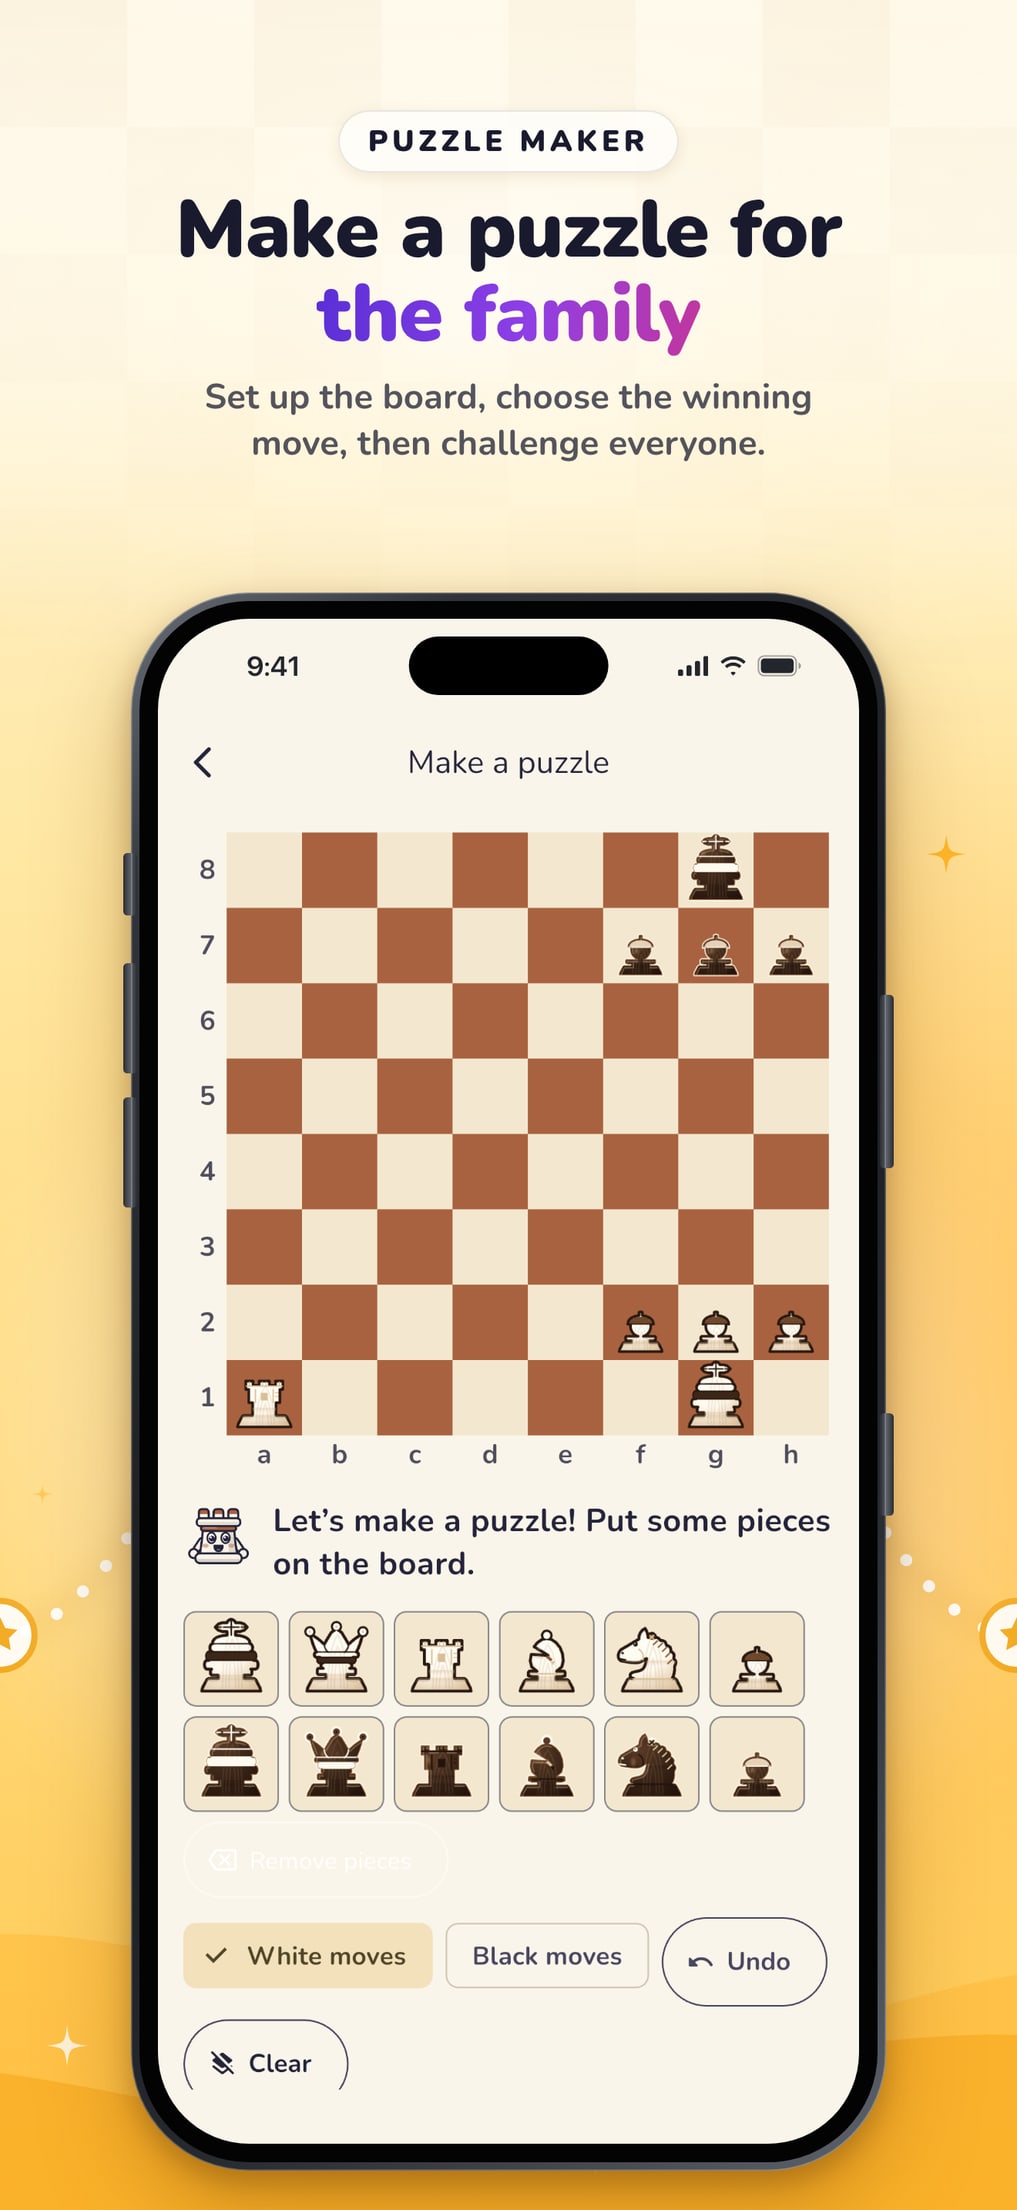 PUZZLE MAKER
Make a puzzle for
the family
Set up the board, choose the winning
move, then challenge everyone.
9:41
Make a puzzle
8
7
6
5
4
3
2
1
a b c d e f g h
Let’s make a puzzle! Put some pieces
on the board.
Remove pieces
White moves
Black moves
Undo
Clear